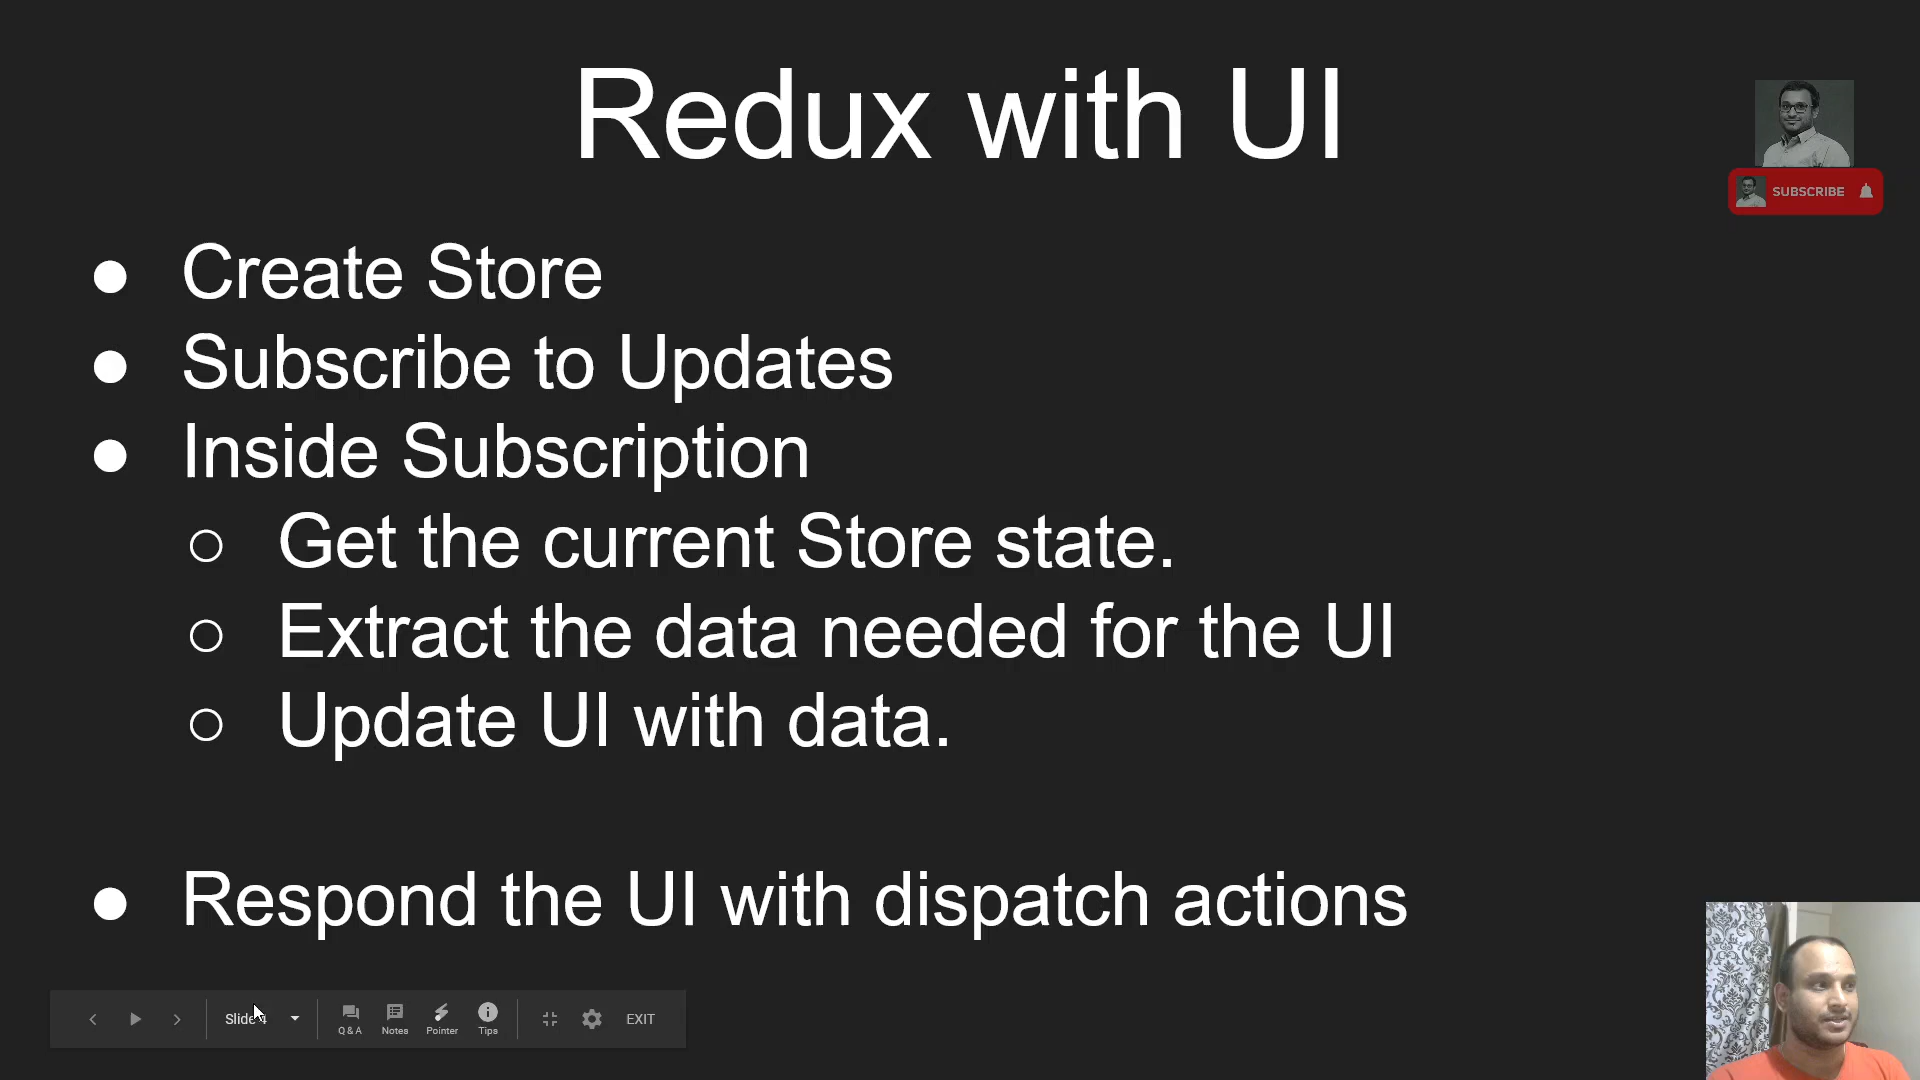 Redux with UI
SUBSCRIBE
● Create Store
● Subscribe to Updates
● Inside Subscription
○ Get the current Store state.
○ Extract the data needed for the UI
○ Update UI with data.
● Respond the UI with dispatch actions
Slide 4
Q & A
Notes
Pointer
Tips
EXIT